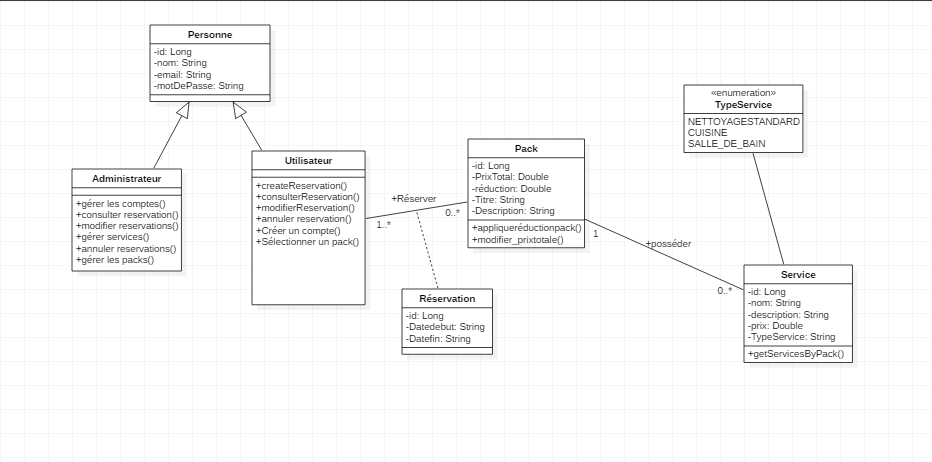 Personne
-id: Long
-nom: String
-email: String
-motDePasse: String
«enumeration»
TypeService
NETTOYAGESTANDARD
CUISINE
SALLE_DE_BAIN
Administrateur
+gérer les comptes()
+consulter reservation()
+modifier reservations()
+gérer services()
+annuler reservations()
+gérer les packs()
Utilisateur
+createReservation()
+consulterReservation()
+modifierReservation()
+annuler reservation()
+Créer un compte()
+Sélectionner un pack()
+Réserver
1..*
0..*
Pack
-id: Long
-PrixTotal: Double
-réduction: Double
-Titre: String
-Description: String
+appliqueréductionpack()
+modifier_prixtotale()
1
+posséder
0..*
Réservation
-id: Long
-Datedebut: String
-Datefin: String
Service
-id: Long
-nom: String
-description: String
-prix: Double
-TypeService: String
+getServicesByPack()